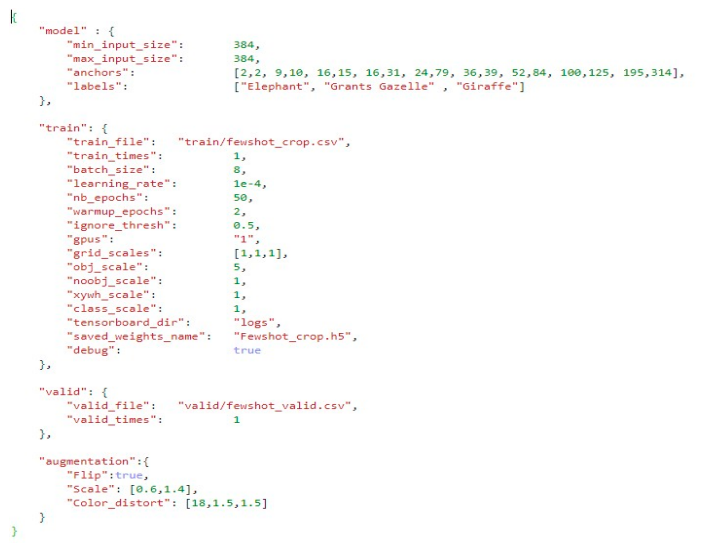 {
"model" : {
"min_input_size": 384,
"max_input_size": 384,
"anchors": [2,2, 9,10, 16,15, 16,31, 24,79, 36,39, 52,84, 100,125, 195,314],
"labels": ["Elephant", "Grants Gazelle" , "Giraffe"]
},
"train": {
"train_file": "train/fewshot_crop.csv",
"train_times": 1,
"batch_size": 8,
"learning_rate": 1e-4,
"nb_epochs": 50,
"warmup_epochs": 2,
"ignore_thresh": 0.5,
"gpus": "1",
"grid_scales": [1,1,1],
"obj_scale": 5,
"noobj_scale": 1,
"xywh_scale": 1,
"class_scale": 1,
"tensorboard_dir": "logs",
"saved_weights_name": "Fewshot_crop.h5",
"debug": true
},
"valid": {
"valid_file": "valid/fewshot_valid.csv",
"valid_times": 1
},
"augmentation":{
"Flip":true,
"Scale": [0.6,1.4],
"Color_distort": [18,1.5,1.5]
}
}